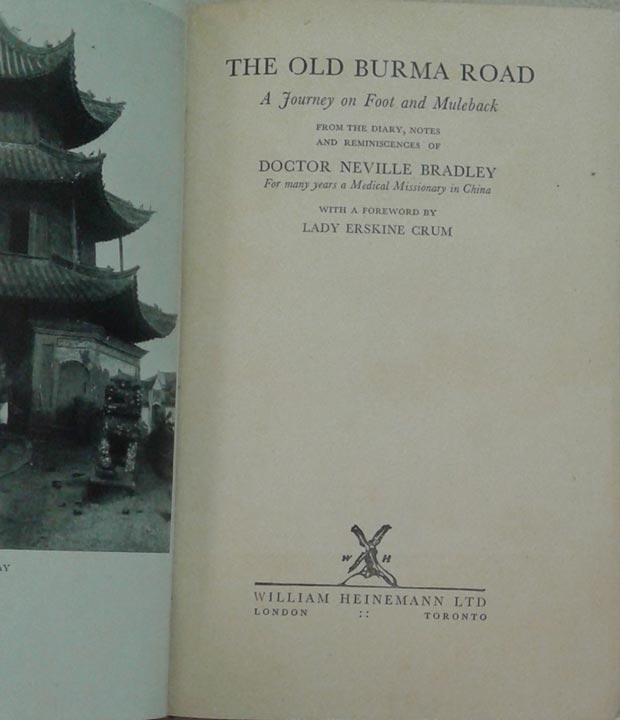 THE OLD BURMA ROAD
A Journey on Foot and Muleback
FROM THE DIARY, NOTES
AND REMINISCENCES OF
DOCTOR NEVILLE BRADLEY
For many years a Medical Missionary in China
WITH A FOREWORD BY
LADY ERSKINE CRUM
W H
WILLIAM HEINEMANN LTD
LONDON :: TORONTO